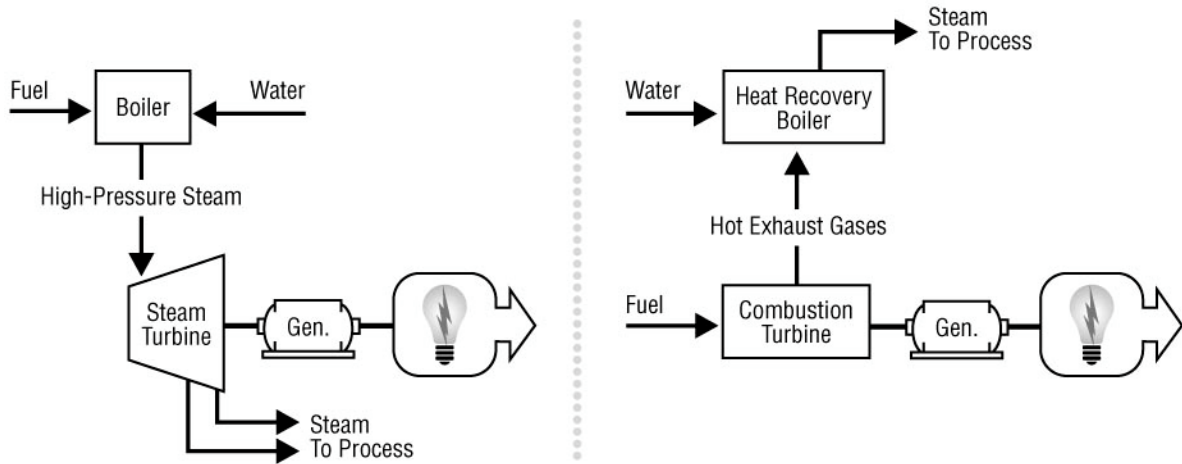 Fuel
Boiler
Water
High-Pressure Steam
Steam
Turbine
Gen.
Steam
To Process
Steam
To Process
Water
Heat Recovery
Boiler
Hot Exhaust Gases
Fuel
Combustion
Turbine
Gen.